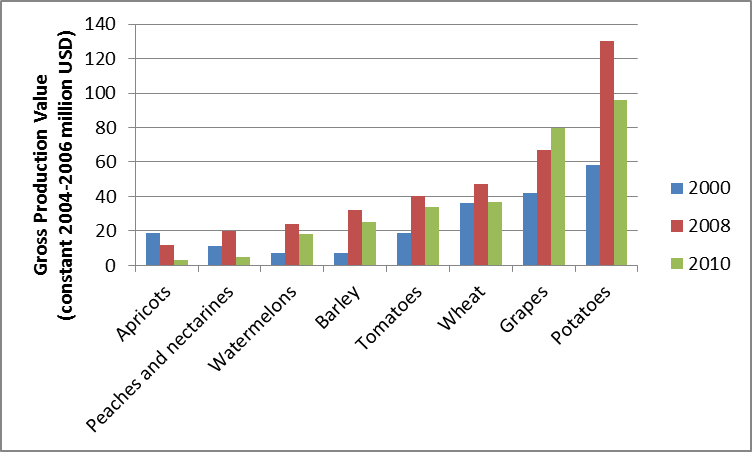 Gross Production Value
(constant 2004-2006 million USD)
140
120
100
80
60
40
20
0
Apricots
Peaches and nectarines
Watermelons
Barley
Tomatoes
Wheat
Grapes
Potatoes
2000
2008
2010